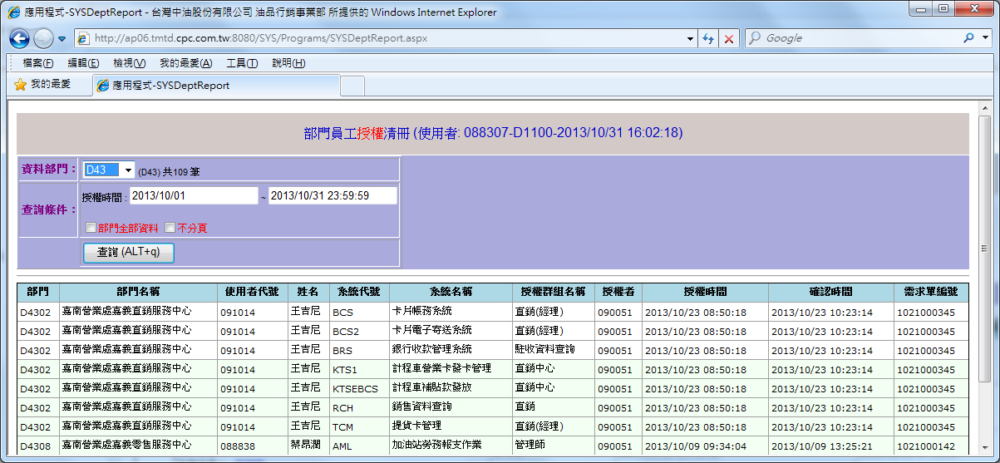 應用程式-SYSDeptReport - 台灣中油股份有限公司 油品行銷事業部 所提供的 Windows Internet Explorer
http://ap06.tmtd.cpc.com.tw:8080/SYS/Programs/SYSDeptReport.aspx
Google
檔案(F) 編輯(E) 檢視(V) 我的最愛(A) 工具(T) 說明(H)
我的最愛 應用程式-SYSDeptReport
部門員工授權清冊 (使用者: 088307-D1100-2013/10/31 16:02:18)
資料部門： D43 (D43) 共109 筆
查詢條件： 授權時間 : 2013/10/01 ~ 2013/10/31 23:59:59
部門全部資料 不分頁
查詢 (ALT+q)
部門 部門名稱 使用者代號 姓名 系統代號 系統名稱 授權群組名稱 授權者 授權時間 確認時間 需求單編號
D4302 嘉南營業處嘉義直銷服務中心 091014 王吉尼 BCS 卡片帳務系統 直銷(經理) 090051 2013/10/23 08:50:18 2013/10/23 10:23:14 1021000345
D4302 嘉南營業處嘉義直銷服務中心 091014 王吉尼 BCS2 卡片電子寄送系統 直銷(經理) 090051 2013/10/23 08:50:18 2013/10/23 10:23:14 1021000345
D4302 嘉南營業處嘉義直銷服務中心 091014 王吉尼 BRS 銀行收款管理系統 駐收資料查詢 090051 2013/10/23 08:50:18 2013/10/23 10:23:14 1021000345
D4302 嘉南營業處嘉義直銷服務中心 091014 王吉尼 KTS1 計程車營業卡發卡管理 直銷中心 090051 2013/10/23 08:50:18 2013/10/23 10:23:14 1021000345
D4302 嘉南營業處嘉義直銷服務中心 091014 王吉尼 KTSEBCS 計程車補貼款發放 直銷中心 090051 2013/10/23 08:50:18 2013/10/23 10:23:14 1021000345
D4302 嘉南營業處嘉義直銷服務中心 091014 王吉尼 RCH 銷售資料查詢 直銷 090051 2013/10/23 08:50:18 2013/10/23 10:23:14 1021000345
D4302 嘉南營業處嘉義直銷服務中心 091014 王吉尼 TCM 提貨卡管理 直銷(經理) 090051 2013/10/23 08:50:18 2013/10/23 10:23:14 1021000345
D4308 嘉南營業處嘉義零售服務中心 088838 AML 加油站勞務報支作業 管理師 090051 2013/10/09 09:34:04 2013/10/09 13:25:21 1021000142